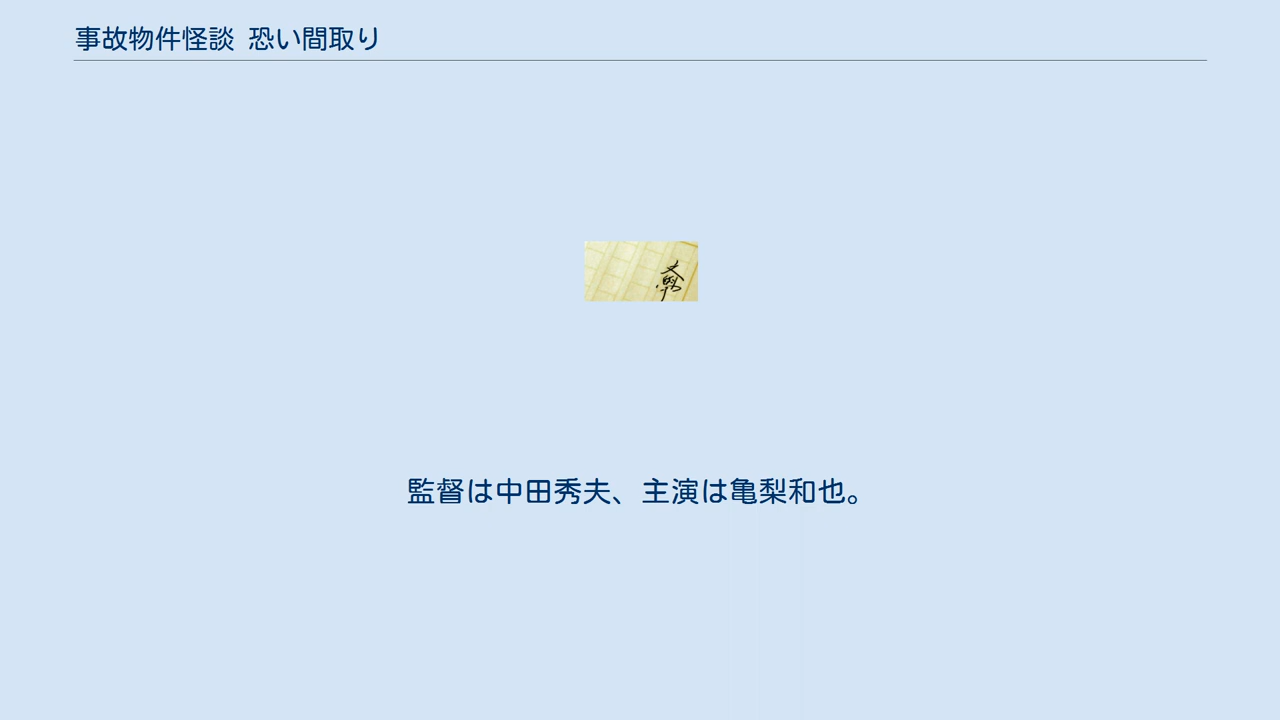 事故物件怪談 恐い間取り
監督は中田秀夫、主演は亀梨和也。